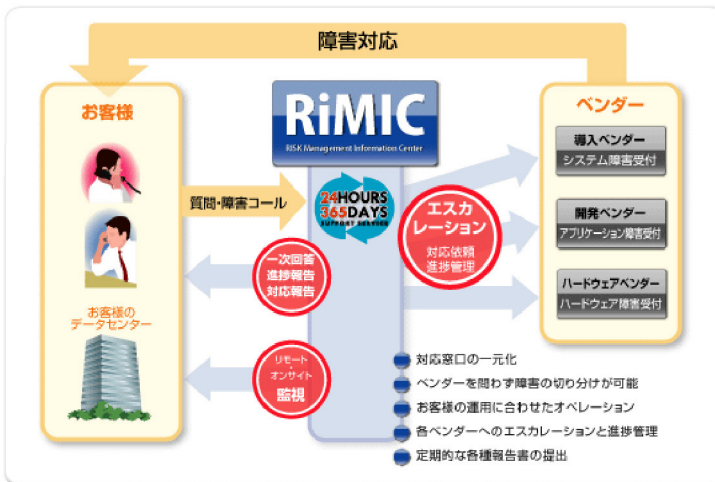 障害対応
お客様
お客様の
データセンター
質問・障害コール
RiMIC
RISK Management Information Center
24HOURS
365DAYS
SUPPORT SERVICE
一次回答
進捗報告
対応報告
リモート
・
オンサイト
監視
エスカ
レーション
対応依頼
進捗管理
ベンダー
導入ベンダー
システム障害受付
開発ベンダー
アプリケーション障害受付
ハードウェアベンダー
ハードウェア障害受付
対応窓口の一元化
ベンダーを問わず障害の切り分けが可能
お客様の運用に合わせたオペレーション
各ベンダーへのエスカレーションと進捗管理
定期的な各種報告書の提出